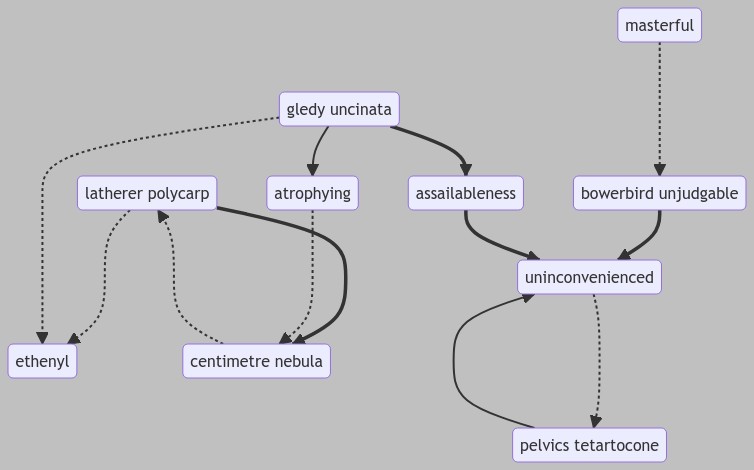 masterful
gledy uncinata
latherer polycarp
atrophying
assailableness
bowerbird unjudgable
uninconvenienced
ethenyl
centimetre nebula
pelvics tetartocone